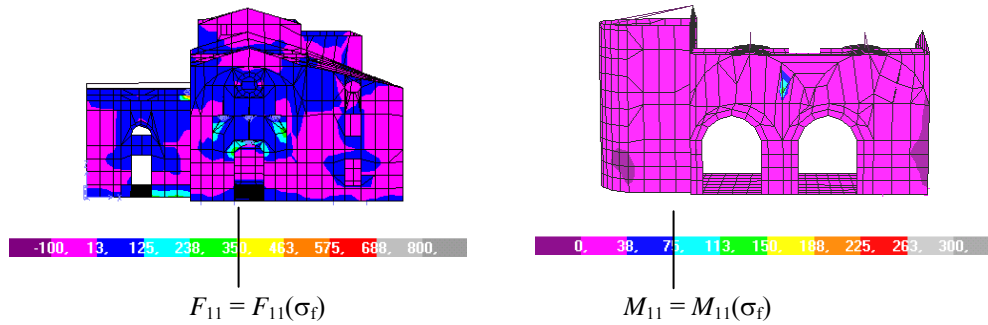 -100, 13, 125, 238, 350, 463, 575, 688, 800,
0, 38, 75, 113, 150, 188, 225, 263, 300,
F11 = F11(σf)
M11 = M11(σf)